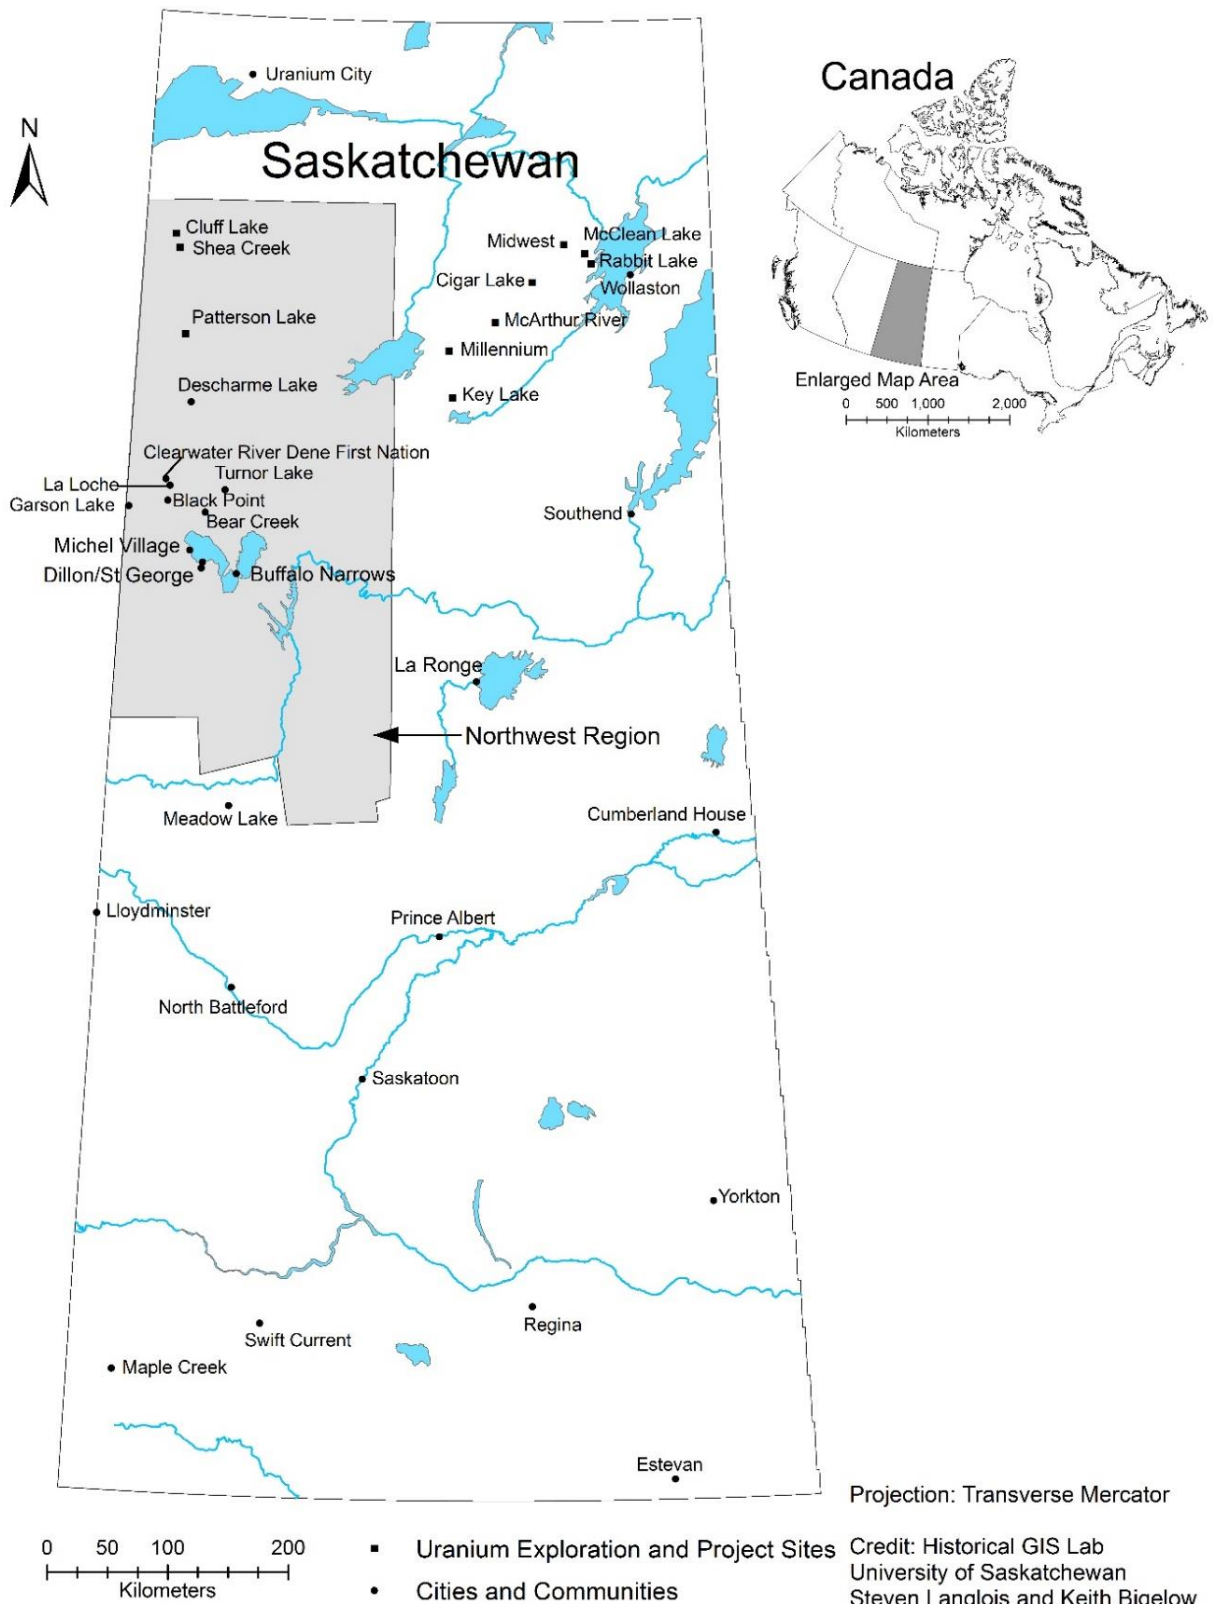 Uranium City
Canada
N
Saskatchewan
Cluff Lake
Shea Creek
Midwest
McClean Lake
Rabbit Lake
Cigar Lake
Wollaston
Patterson Lake
McArthur River
Millennium
Enlarged Map Area
0 500 1,000 2,000
Kilometers
Descharme Lake
Key Lake
Clearwater River Dene First Nation
Turnor Lake
La Loche
Black Point
Garson Lake
Bear Creek
Southend
Michel Village
Dillon/St George
Buffalo Narrows
La Ronge
Northwest Region
Meadow Lake
Cumberland House
Lloydminster
Prince Albert
North Battleford
Saskatoon
Yorkton
Regina
Swift Current
Maple Creek
Estevan
Projection: Transverse Mercator
0 50 100 200
Kilometers
Uranium Exploration and Project Sites
Cities and Communities
Credit: Historical GIS Lab
University of Saskatchewan
Steven Langlois and Keith Bigelow